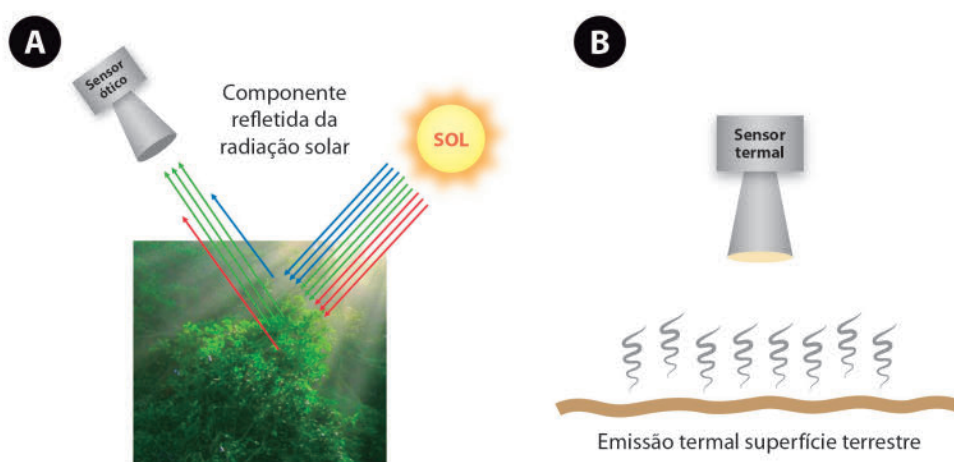 A
Sensor
ótico
Componente
refletida da
radiação solar
SOL
B
Sensor
termal
Emissão termal superfície terrestre